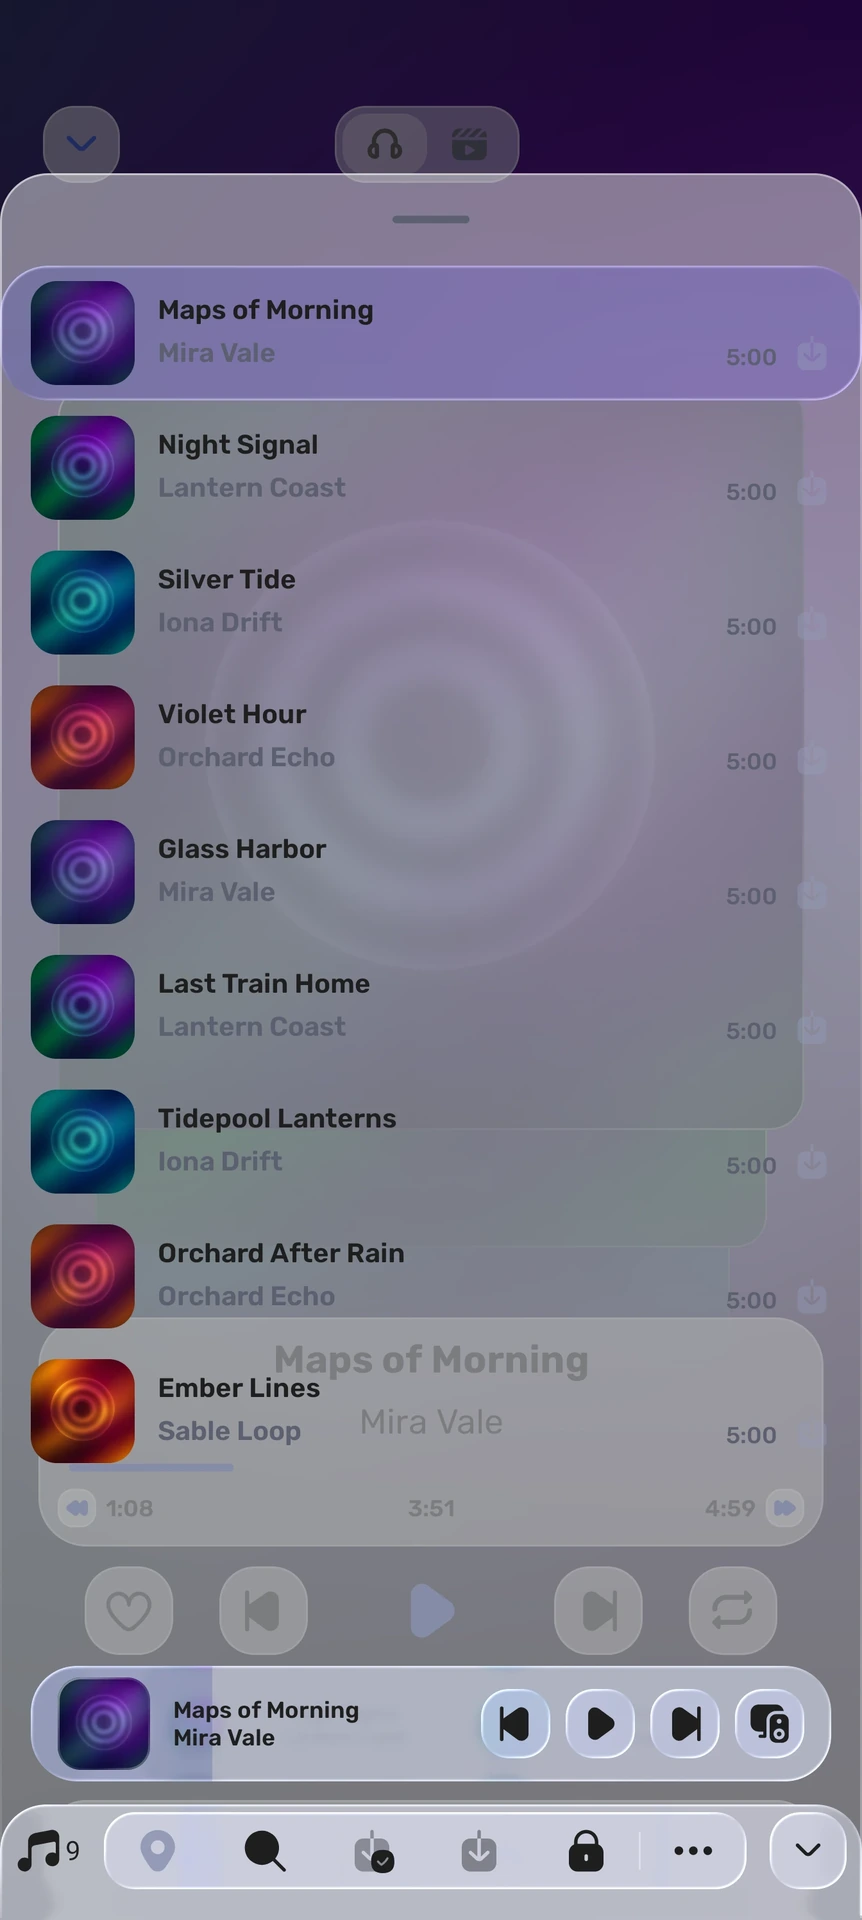 Maps of Morning
Mira Vale
5:00
Night Signal
Lantern Coast
5:00
Silver Tide
Iona Drift
5:00
Violet Hour
Orchard Echo
5:00
Glass Harbor
Mira Vale
5:00
Last Train Home
Lantern Coast
5:00
Tidepool Lanterns
Iona Drift
5:00
Orchard After Rain
Orchard Echo
5:00
Maps of Morning
Ember Lines
Mira Vale
Sable Loop
5:00
1:08 3:51 4:59
Maps of Morning
Mira Vale
9